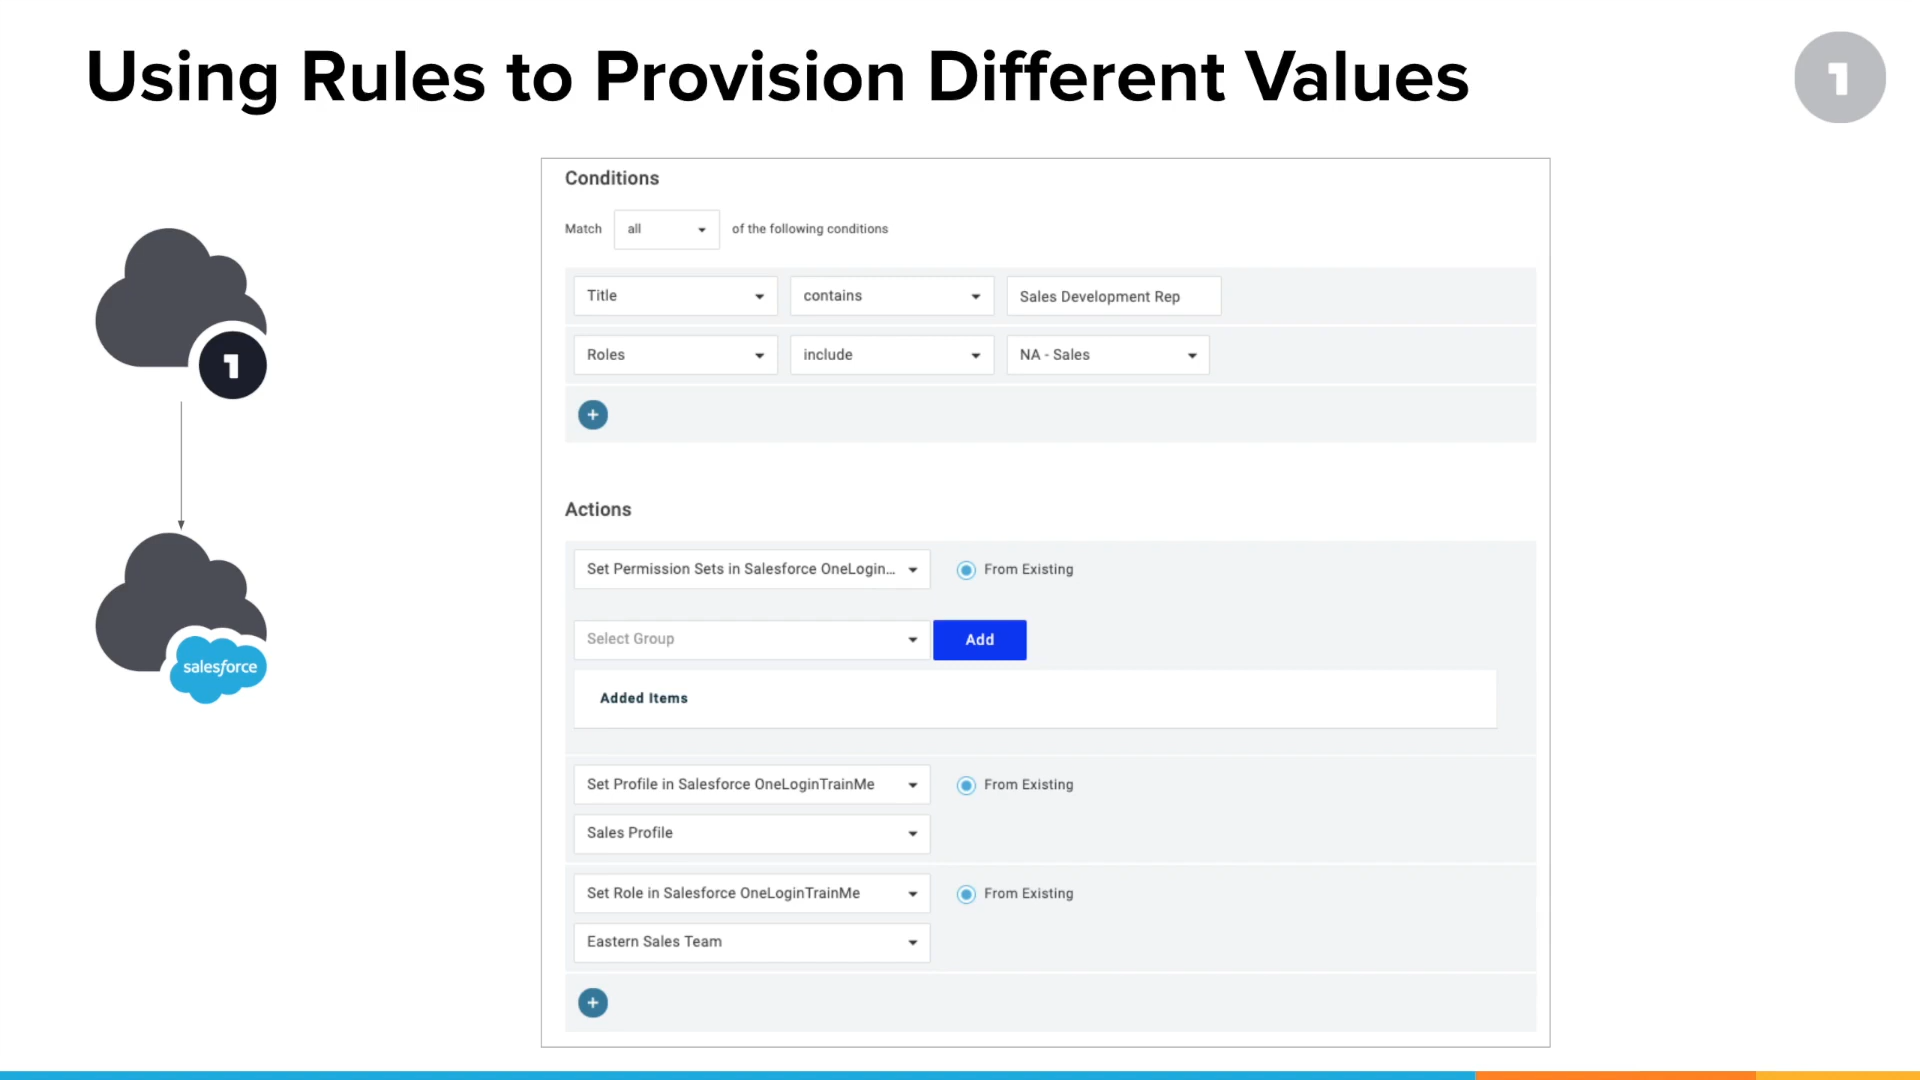 Using Rules to Provision Different Values
1
Conditions
Match all of the following conditions
Title contains Sales Development Rep
Roles include NA - Sales
+
1
Actions
Set Permission Sets in Salesforce OneLogin... From Existing
Select Group Add
salesforce
Added Items
Set Profile in Salesforce OneLoginTrainMe From Existing
Sales Profile
Set Role in Salesforce OneLoginTrainMe From Existing
Eastern Sales Team
+